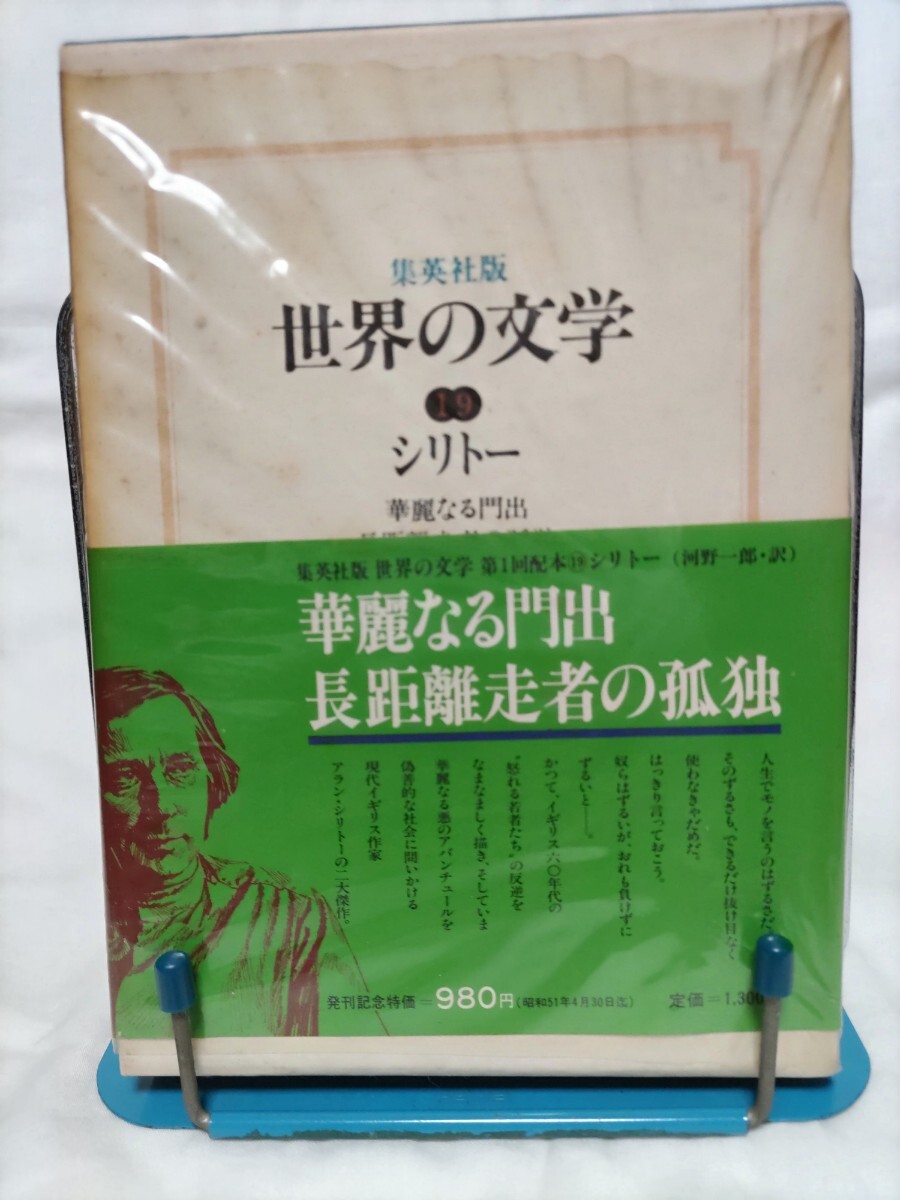 集英社版
世界の文学
19
シリトー
華麗なる門出
集英社版 世界の文学 第1回配本⑲シリトー(河野一郎・訳)
華麗なる門出
長距離走者の孤独
人生でモノを言うのはずるさだ
そのずるさも、できるだけ抜け目なく
使わなきゃだめだ。
はっきり言っておこう。
奴らはずるいが、おれも負けずに
ずるいと―。
かつて、イギリス六〇年代の
“怒れる若者たち”の反逆を
なまなましく描き、そしていま
華麗なる悪のアバンチュールを
偽善的な社会に問いかける
現代イギリス作家
アラン・シリトーの二大傑作。
発刊記念特価=980円(昭和51年4月30日迄) 定価=1,300